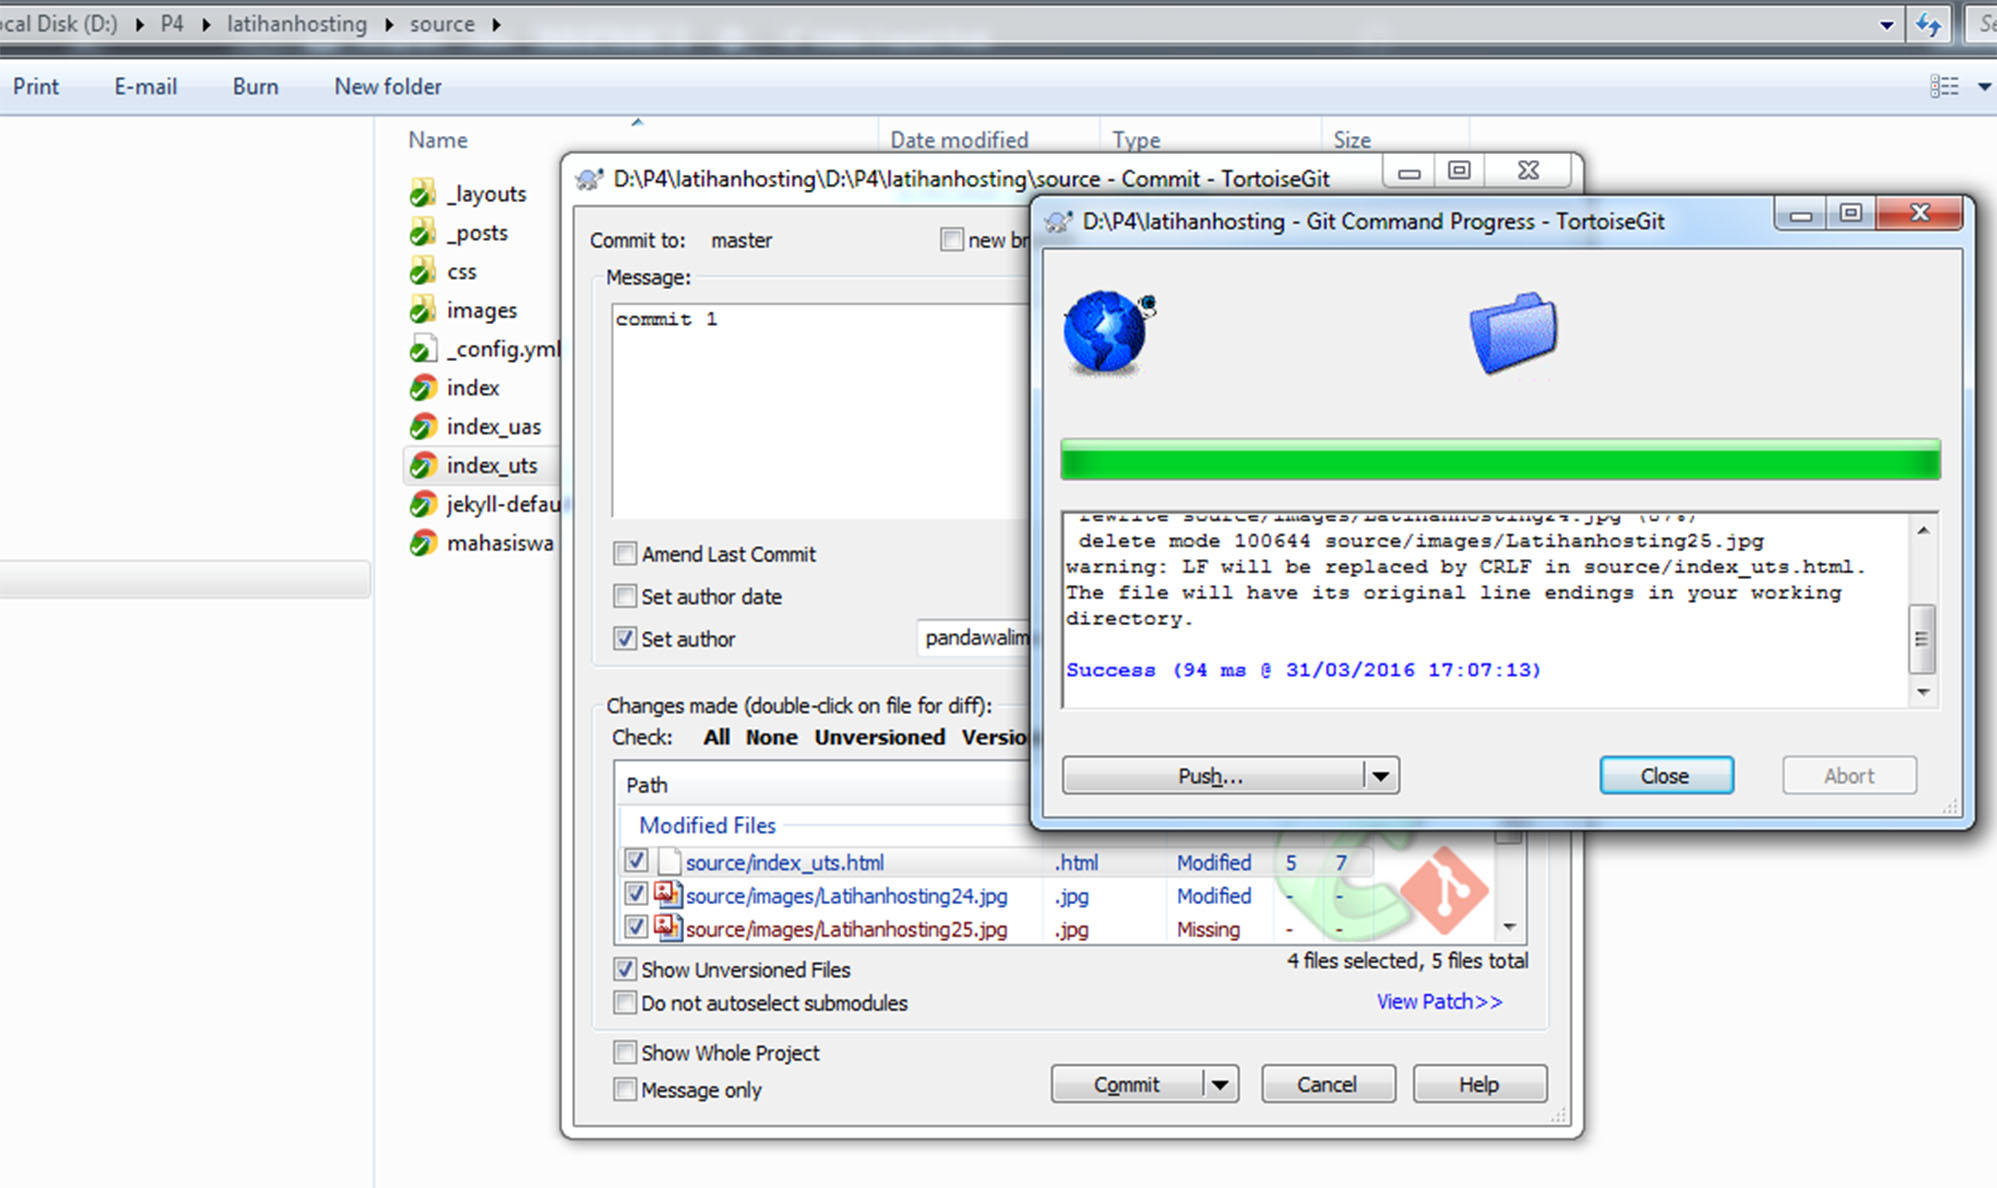 ocal Disk (D:) P4 latihanhosting source
Print E-mail Burn New folder
Name Date modified Type Size
_layouts
_posts
css
images
_config.yml
index
index_uas
index_uts
jekyll-defau
mahasiswa
D:\P4\latihanhosting\D:\P4\latihanhosting\source - Commit - TortoiseGit
Commit to: master new br
Message:
commit 1
Amend Last Commit
Set author date
Set author pandawalim
Changes made (double-click on file for diff):
Check: All None Unversioned Versio
Path
Modified Files
source/index_uts.html .html Modified 5 7
source/images/Latihanhosting24.jpg .jpg Modified - -
source/images/Latihanhosting25.jpg .jpg Missing - -
Show Unversioned Files
4 files selected, 5 files total
Do not autoselect submodules
View Patch>>
Show Whole Project
Message only
Commit Cancel Help
D:\P4\latihanhosting - Git Command Progress - TortoiseGit
rewrite source/images/Latihanhosting24.jpg
delete mode 100644 source/images/Latihanhosting25.jpg
warning: LF will be replaced by CRLF in source/index_uts.html.
The file will have its original line endings in your working
directory.
Success (94 ms @ 31/03/2016 17:07:13)
Push... Close Abort